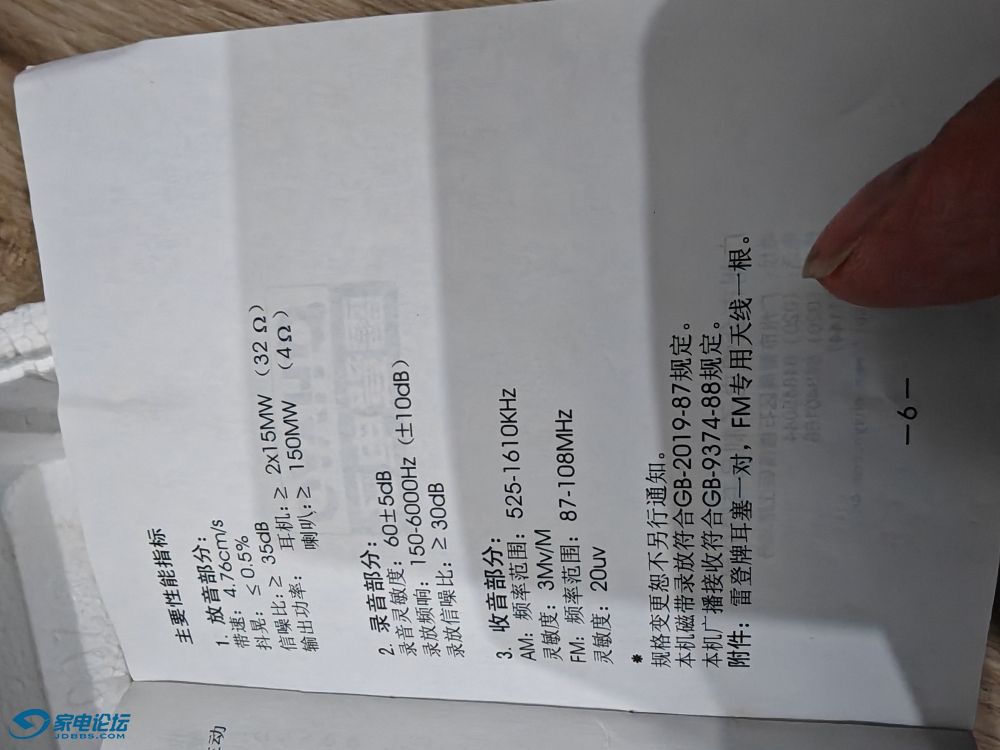 主要性能指标
1. 放音部分：
带速：4.76cm/s
抖晃：≤0.5%
信噪比：≥ 35dB
输出功率： 耳机：≥ 2x15MW （32 Ω）
喇叭：≥ 150MW （4 Ω）
2. 录音部分：
录音灵敏度：60±5dB
录放频响：150-6000Hz（±10dB）
录放信噪比：≥ 30dB
3. 收音部分：
AM：频率范围：525-1610KHz
灵敏度：3Mv/M
FM：频率范围：87-108MHz
灵敏度：20uv
*
规格变更恕不另行通知。
本机磁带录放符合GB-2019-87规定。
本机广播接收符合GB-9374-88规定。
附件：雷登牌耳塞一对，FM专用天线一根。
—6—
家电论坛
JDBBS.COM